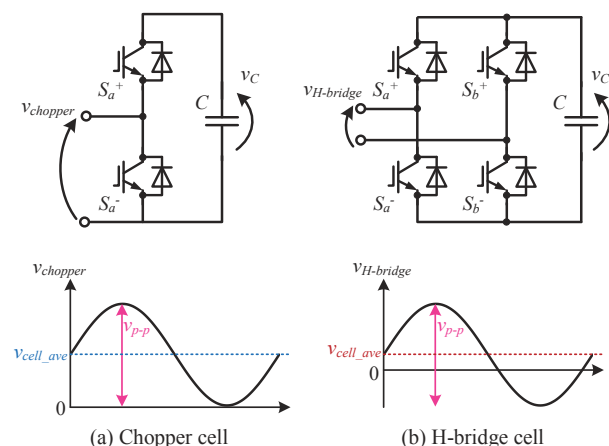 S_a^+
v_C
C
v_chopper
S_a^-
S_a^+
S_b^+
v_C
v_H-bridge
C
S_a^-
S_b^-
v_chopper
v_p-p
v_cell_ave
0
v_H-bridge
v_p-p
v_cell_ave
0
(a) Chopper cell
(b) H-bridge cell